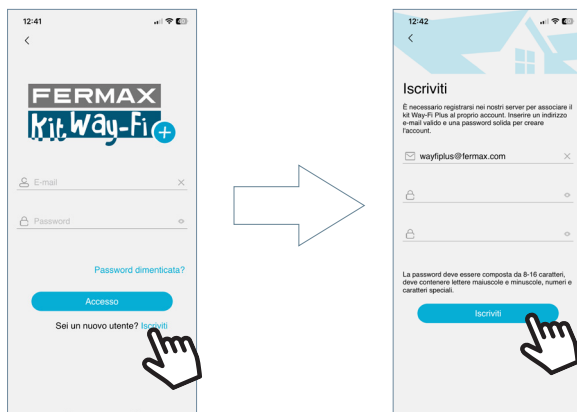 12:41
FERMAX
Kit Way-Fi +
E-mail
Password
Password dimenticata?
Accesso
Sei un nuovo utente? Iscriviti
12:42
Iscriviti
È necessario registrarsi nei nostri server per associare il
kit Way-Fi Plus al proprio account. Inserire un indirizzo
e-mail valido e una password solida per creare
l'account.
wayfiplus@fermax.com
La password deve essere composta da 8-16 caratteri,
deve contenere lettere maiuscole e minuscole, numeri e
caratteri speciali.
Iscriviti